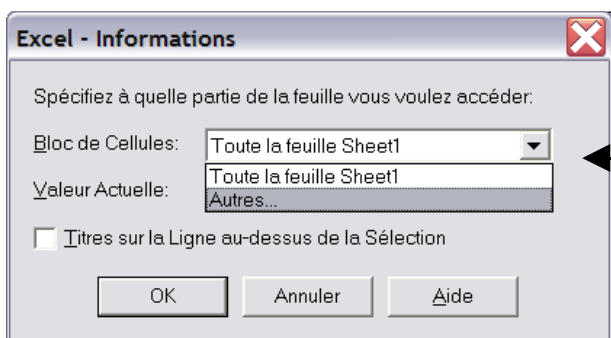 Excel - Informations
Spécifiez à quelle partie de la feuille vous voulez accéder:
Bloc de Cellules: Toute la feuille Sheet1
Toute la feuille Sheet1
Valeur Actuelle: Autres...
Titres sur la Ligne au-dessus de la Sélection
OK Annuler Aide